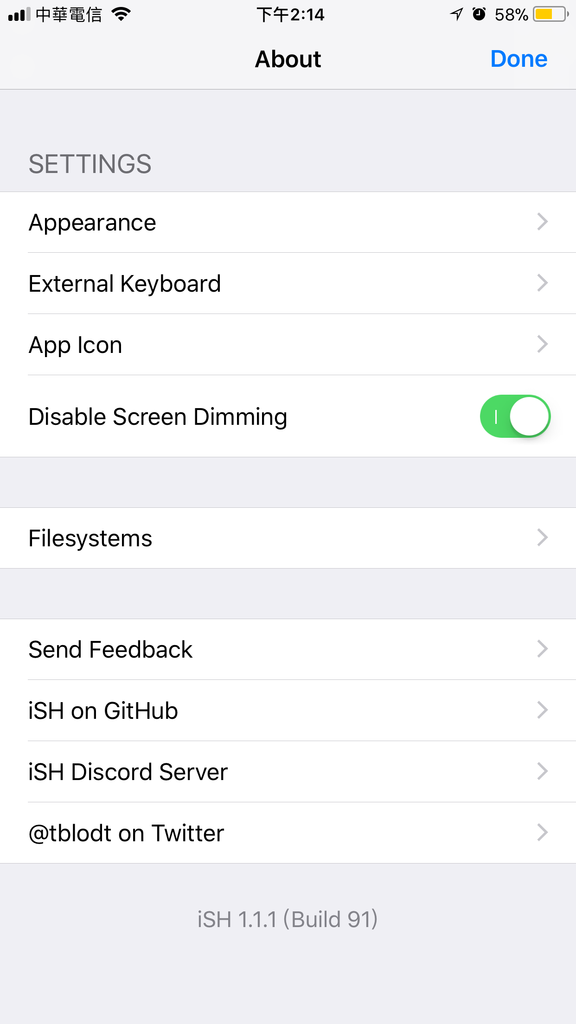 中華電信 下午2:14 58%
About Done
SETTINGS
Appearance
External Keyboard
App Icon
Disable Screen Dimming
Filesystems
Send Feedback
iSH on GitHub
iSH Discord Server
@tblodt on Twitter
iSH 1.1.1 (Build 91)